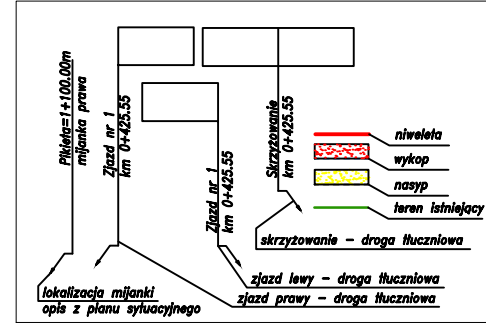 Pikieta=1+100.00m
mijanka prawa
Zjazd nr 1
km 0+425.55
Zjazd nr 1
km 0+425.55
Skrzyżowanie
km 0+425.55
niweleta
wykop
nasyp
teren istniejący
skrzyżowanie - droga tłuczniowa
zjazd lewy - droga tłuczniowa
zjazd prawy - droga tłuczniowa
lokalizacja mijanki
opis z planu sytuacyjnego